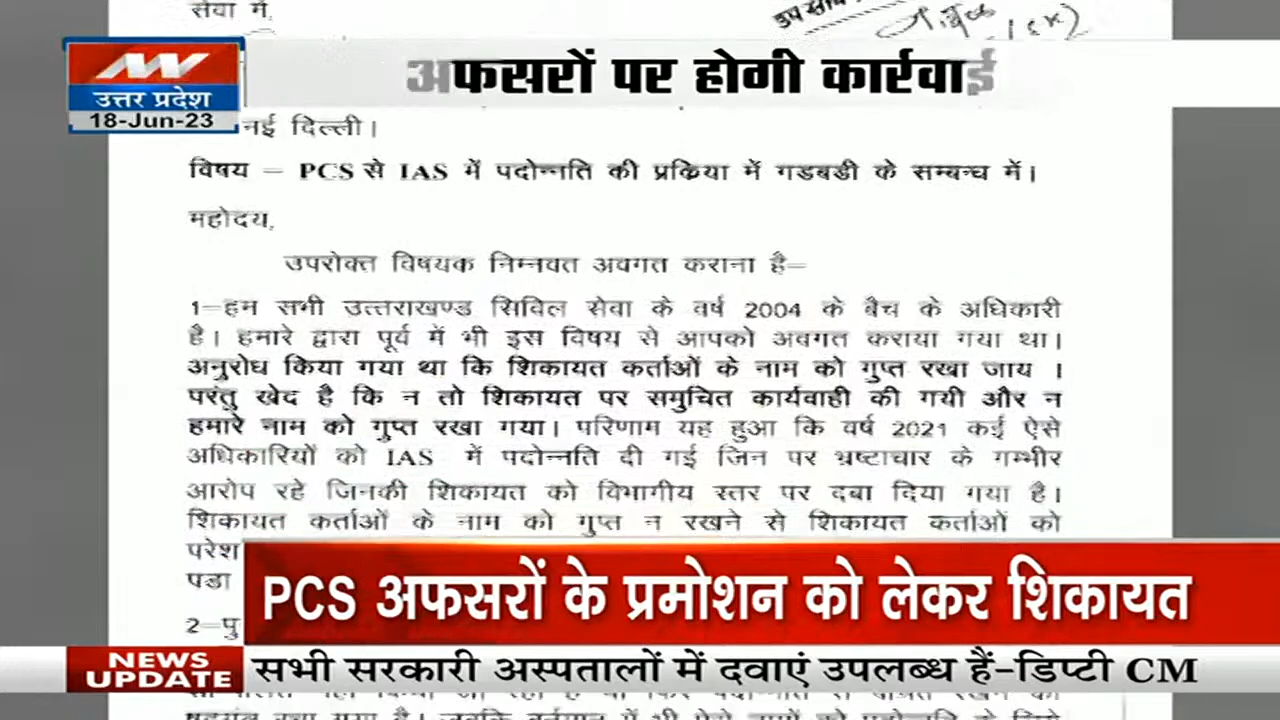 सेवा में,
उत्तर प्रदेश
18-Jun-23
अफसरों पर होगी कार्रवाई
नई दिल्ली।
विषय – PCS से IAS में पदोन्नति की प्रक्रिया में गडबडी के सम्बन्ध में।
महोदय,
उपरोक्त विषयक निम्नवत अवगत कराना है–
1–हम सभी उत्तराखण्ड सिविल सेवा के वर्ष 2004 के बैच के अधिकारी
है। हमारे द्वारा पूर्व में भी इस विषय से आपको अवगत कराया गया था।
अनुरोध किया गया था कि शिकायत कर्ताओं के नाम को गुप्त रखा जाय ।
परंतु खेद है कि न तो शिकायत पर समुचित कार्यवाही की गयी और न
हमारे नाम को गुप्त रखा गया। परिणाम यह हुआ कि वर्ष 2021 कई ऐसे
अधिकारियों को IAS में पदोन्नति दी गई जिन पर भ्रष्टाचार के गम्भीर
आरोप रहे जिनकी शिकायत को विभागीय स्तर पर दबा दिया गया है।
शिकायत कर्ताओं के नाम को गुप्त न रखने से शिकायत कर्ताओं को
परेश
पडा
PCS अफसरों के प्रमोशन को लेकर शिकायत
2–पु
NEWS
UPDATE
सभी सरकारी अस्पतालों में दवाएं उपलब्ध हैं-डिप्टी CM